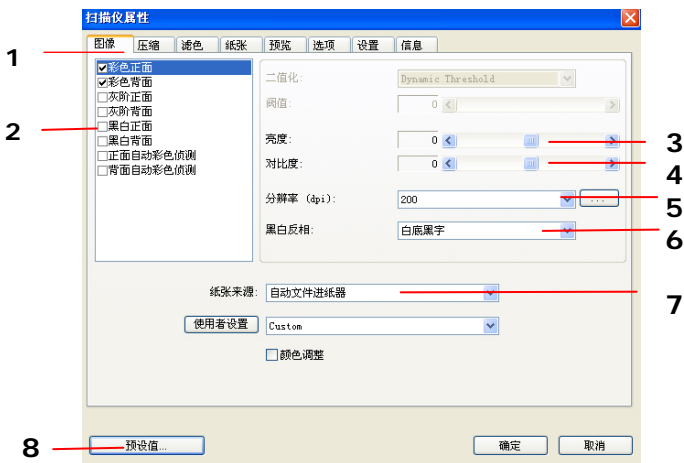 扫描仪属性
图像 压缩 滤色 纸张 预览 选项 设置 信息
1
彩色正面
彩色背面
灰阶正面
灰阶背面
黑白正面
黑白背面
正面自动彩色侦测
背面自动彩色侦测
2
二值化: Dynamic Threshold
阈值: 0
亮度: 0
3
对比度: 0
4
分辨率 (dpi): 200 ...
5
黑白反相: 白底黑字
6
纸张来源: 自动文件进纸器
7
使用者设置 Custom
颜色调整
8
预设值... 确定 取消